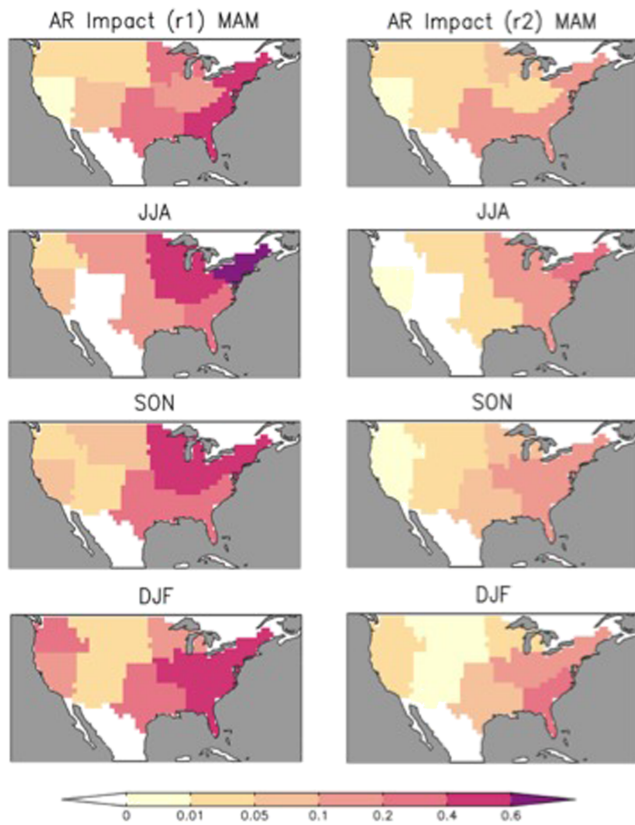 AR Impact (r1) MAM
AR Impact (r2) MAM
JJA
JJA
SON
SON
DJF
DJF
0 0.01 0.05 0.1 0.2 0.4 0.6